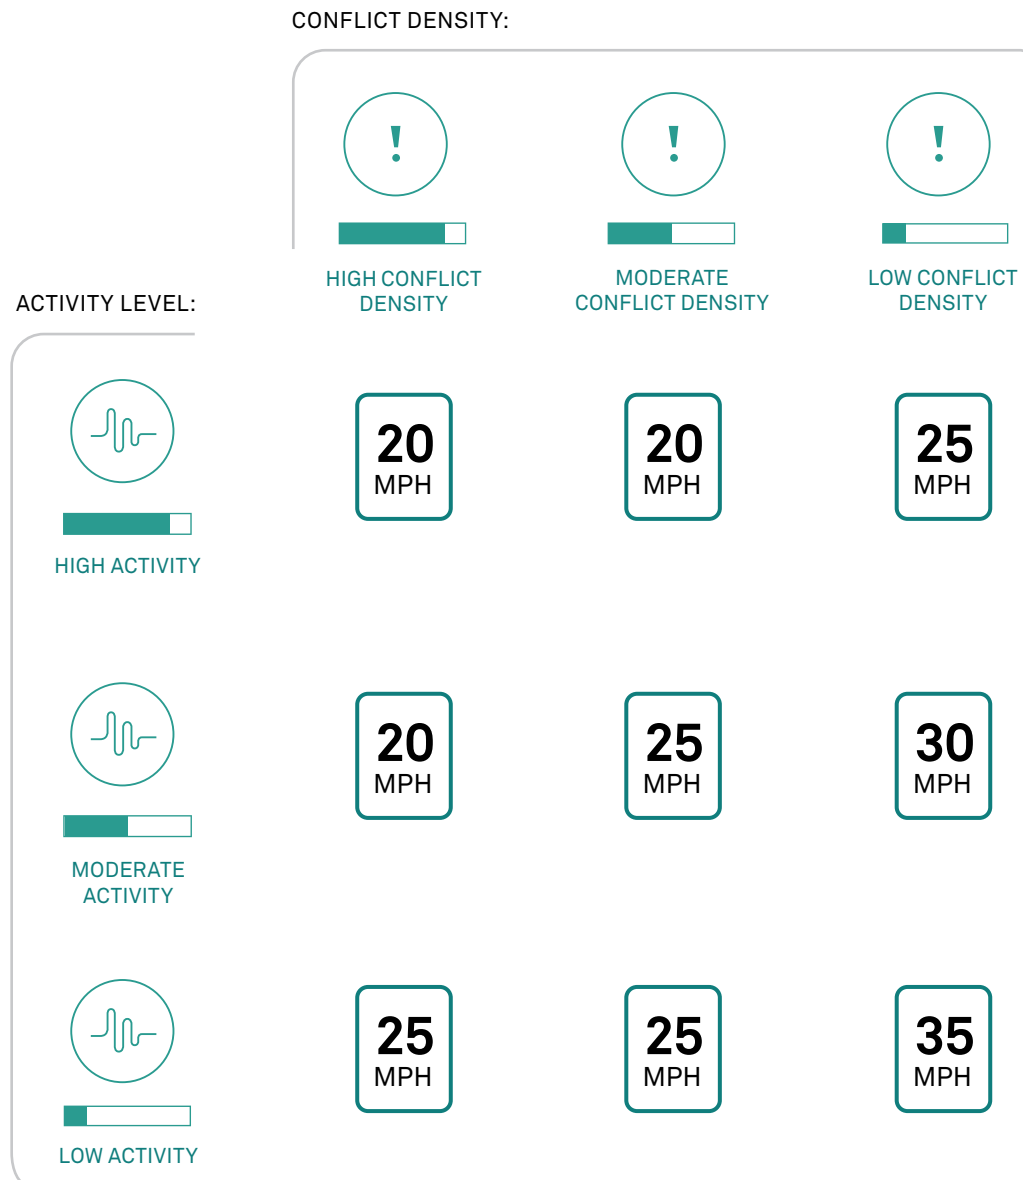 CONFLICT DENSITY:
!
!
!
HIGH CONFLICT
DENSITY
MODERATE
CONFLICT DENSITY
LOW CONFLICT
DENSITY
ACTIVITY LEVEL:
HIGH ACTIVITY
20
MPH
20
MPH
25
MPH
MODERATE
ACTIVITY
20
MPH
25
MPH
30
MPH
LOW ACTIVITY
25
MPH
25
MPH
35
MPH